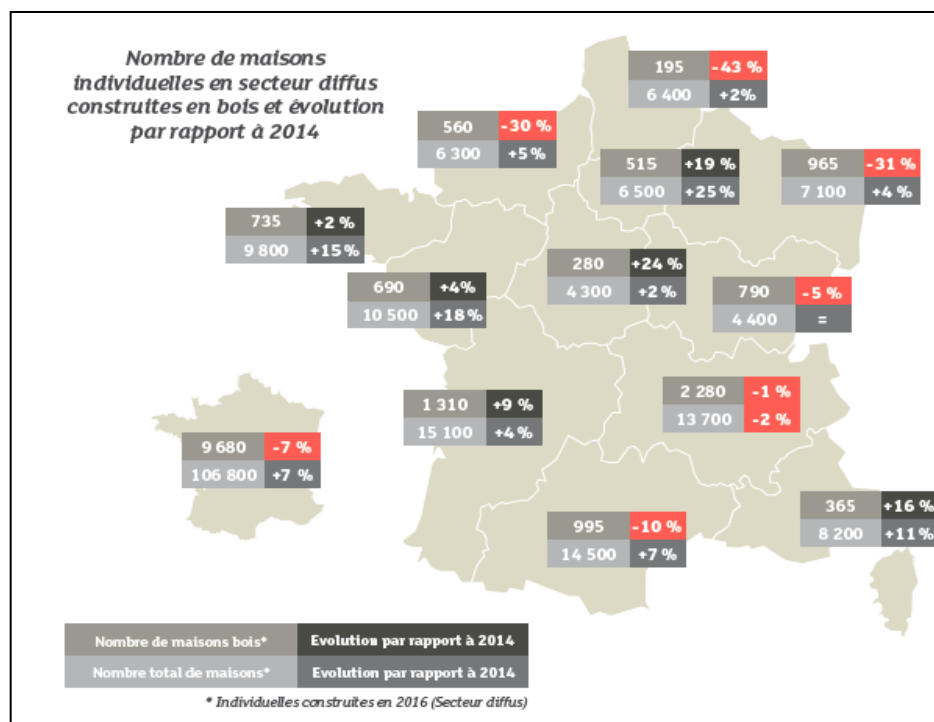 Nombre de maisons
individuelles en secteur diffus
construites en bois et évolution
par rapport à 2014
195 -43 %
6 400 +2%
560 -30 %
6 300 +5 %
515 +19 %
6 500 +25 %
965 -31 %
7 100 +4 %
735 +2 %
9 800 +15 %
280 +24 %
4 300 +2 %
690 +4%
10 500 +18 %
790 -5 %
4 400 =
2 280 -1 %
13 700 -2 %
1 310 +9 %
15 100 +4 %
9 680 -7 %
106 800 +7 %
365 +16 %
8 200 +11 %
995 -10 %
14 500 +7 %
Nombre de maisons bois* Evolution par rapport à 2014
Nombre total de maisons* Evolution par rapport à 2014
* Individuelles construites en 2016 (Secteur diffus)